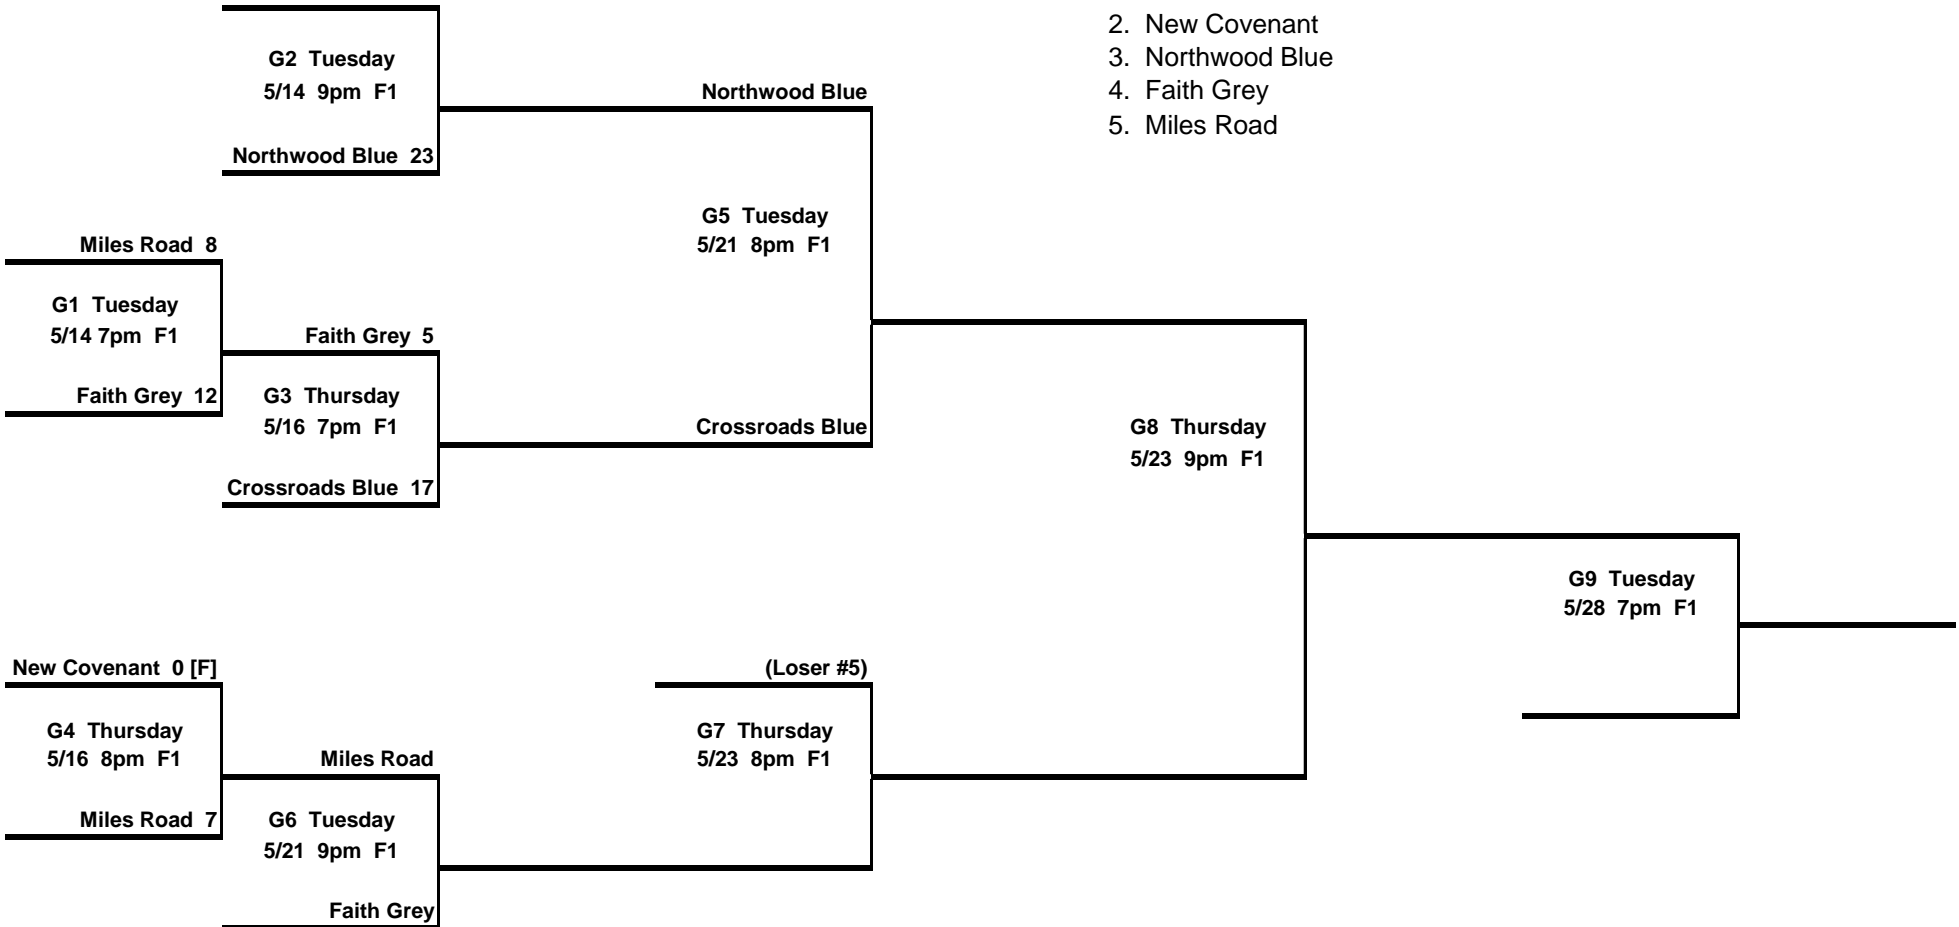 2. New Covenant
3. Northwood Blue
4. Faith Grey
5. Miles Road
G2 Tuesday
5/14 9pm F1
Northwood Blue
Northwood Blue 23
G5 Tuesday
5/21 8pm F1
Miles Road 8
G1 Tuesday
5/14 7pm F1
Faith Grey 5
Faith Grey 12
G3 Thursday
5/16 7pm F1
Crossroads Blue
Crossroads Blue 17
G8 Thursday
5/23 9pm F1
G9 Tuesday
5/28 7pm F1
New Covenant 0 [F]
(Loser #5)
G4 Thursday
5/16 8pm F1
Miles Road
G7 Thursday
5/23 8pm F1
Miles Road 7
G6 Tuesday
5/21 9pm F1
Faith Grey